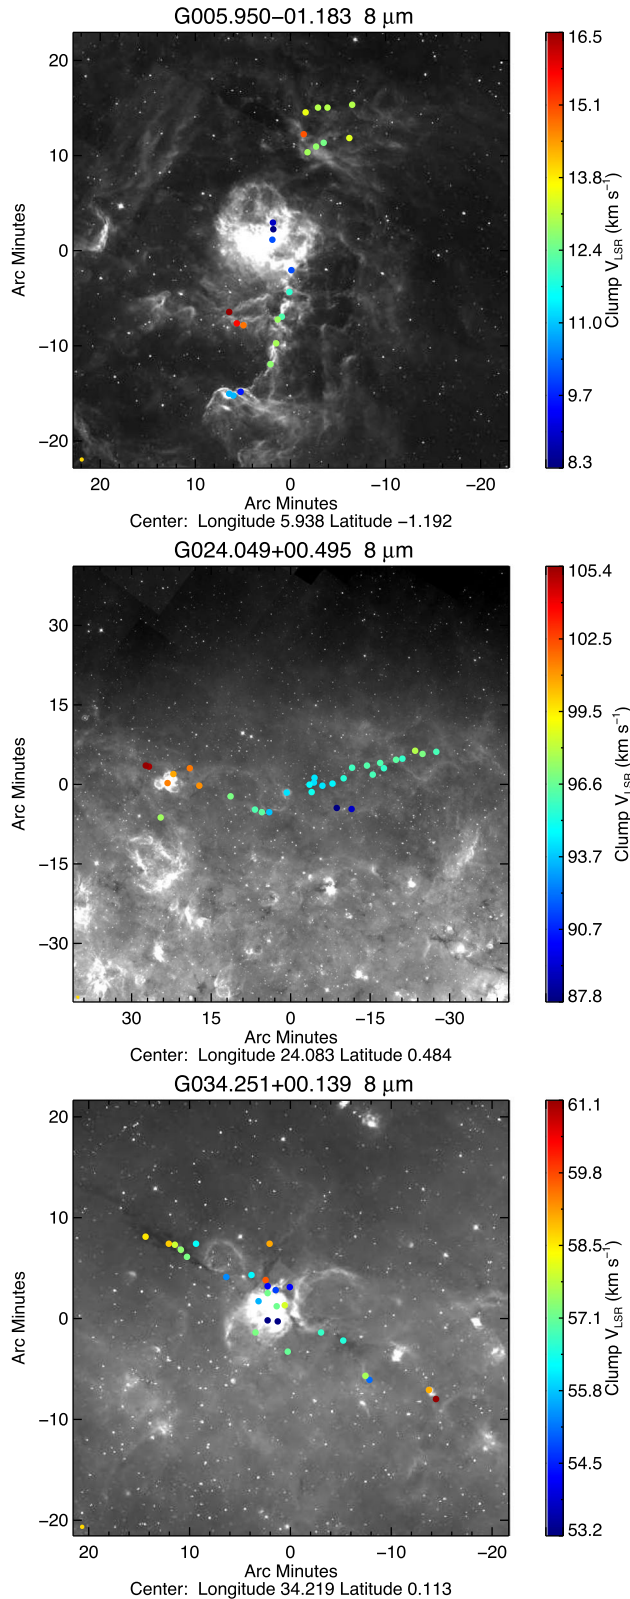 G005.950−01.183 8 μm
20
10
0
−10
−20
Arc Minutes
20 10 0 −10 −20
Arc Minutes
Center: Longitude 5.938 Latitude −1.192
16.5
15.1
13.8
12.4
11.0
9.7
8.3
Clump VLSR (km s−1)
G024.049+00.495 8 μm
30
15
0
−15
−30
Arc Minutes
30 15 0 −15 −30
Arc Minutes
Center: Longitude 24.083 Latitude 0.484
105.4
102.5
99.5
96.6
93.7
90.7
87.8
Clump VLSR (km s−1)
G034.251+00.139 8 μm
20
10
0
−10
−20
Arc Minutes
20 10 0 −10 −20
Arc Minutes
Center: Longitude 34.219 Latitude 0.113
61.1
59.8
58.5
57.1
55.8
54.5
53.2
Clump VLSR (km s−1)